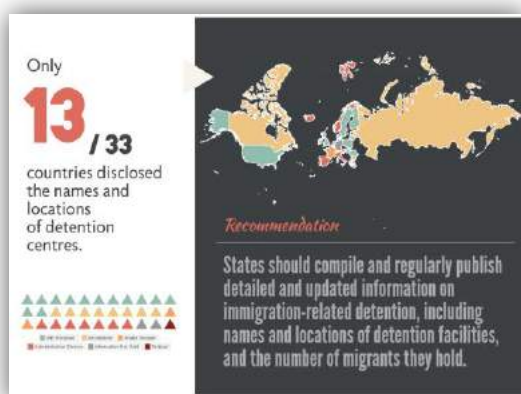 Only
13 / 33
countries disclosed
the names and
locations
of detention
centres.
Recommendation
States should compile and regularly publish
detailed and updated information on
immigration-related detention, including
names and locations of detention facilities,
and the number of migrants they hold.